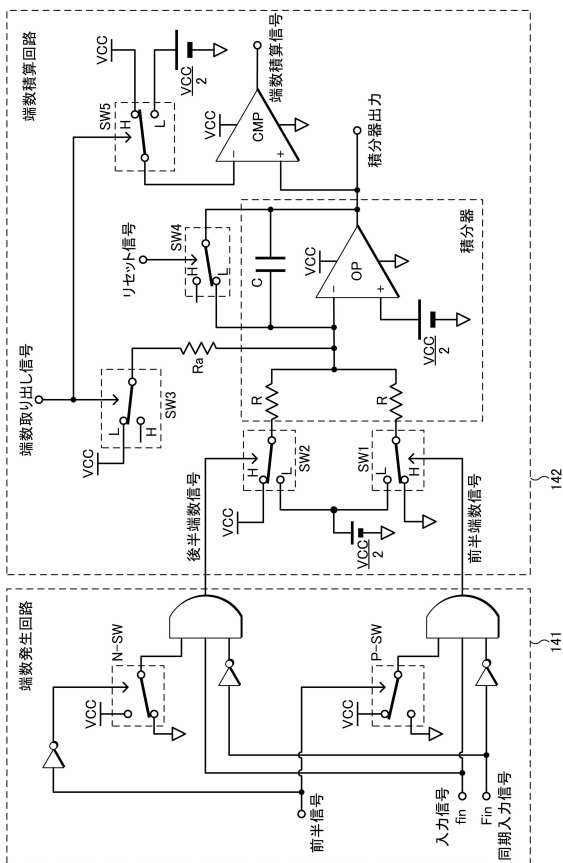 端数発生回路
N-SW
VCC
前半信号
P-SW
VCC
入力信号
fin
Fin
同期入力信号
141
端数積算回路
端数取り出し信号
VCC
L
H
SW3
Ra
リセット信号
SW4
H
L
SW5
H
L
VCC
VCC
2
VCC
CMP
-
+
端数積算信号
後半端数信号
VCC
H
L
SW2
R
VCC
2
L
H
SW1
R
前半端数信号
C
VCC
OP
-
+
VCC
2
積分器
積分器出力
142